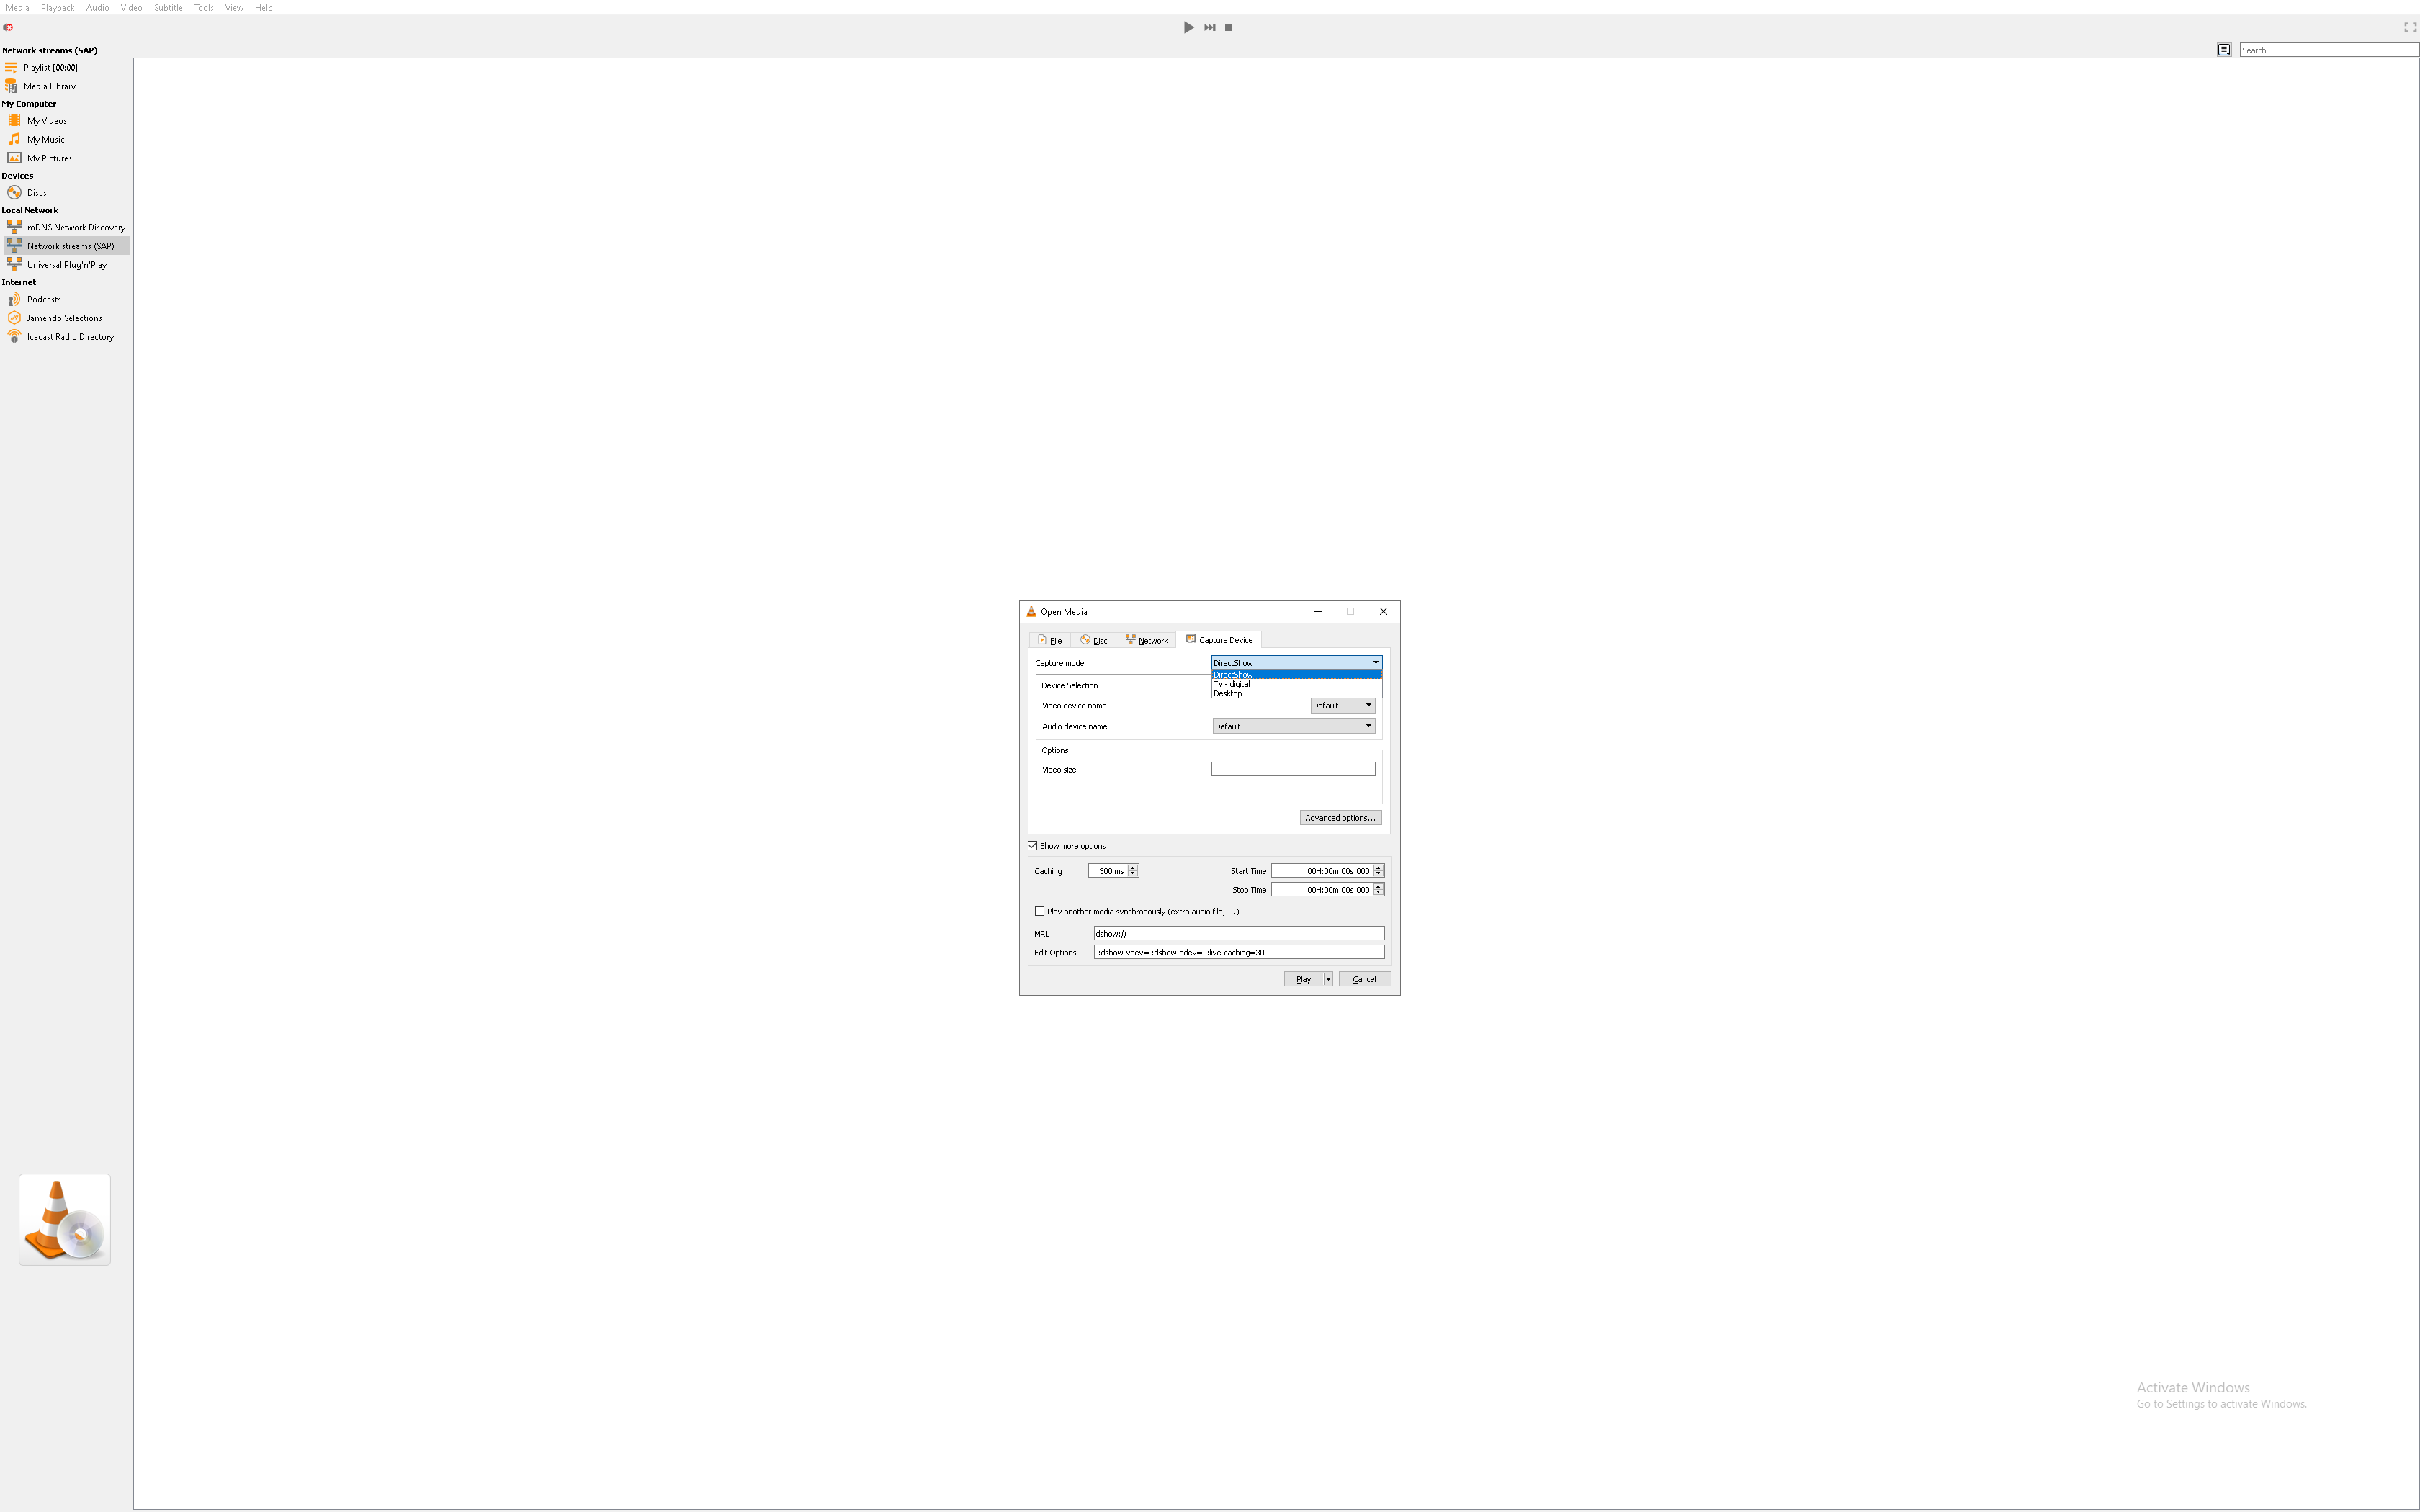 Media Playback Audio Video Subtitle Tools View Help
Network streams (SAP)
Search
Playlist [00:00]
Media Library
My Computer
My Videos
My Music
My Pictures
Devices
Discs
Local Network
mDNS Network Discovery
Network streams (SAP)
Universal Plug'n'Play
Internet
Podcasts
Jamendo Selections
Icecast Radio Directory
Open Media
File Disc Network Capture Device
Capture mode DirectShow
DirectShow
TV - digital
Desktop
Device Selection
Video device name Default
Audio device name Default
Options
Video size
Advanced options...
Show more options
Caching 300 ms Start Time 00H:00m:00s.000
Stop Time 00H:00m:00s.000
Play another media synchronously (extra audio file, ...)
MRL dshow://
Edit Options :dshow-vdev= :dshow-adev= :live-caching=300
Play Cancel
Activate Windows
Go to Settings to activate Windows.